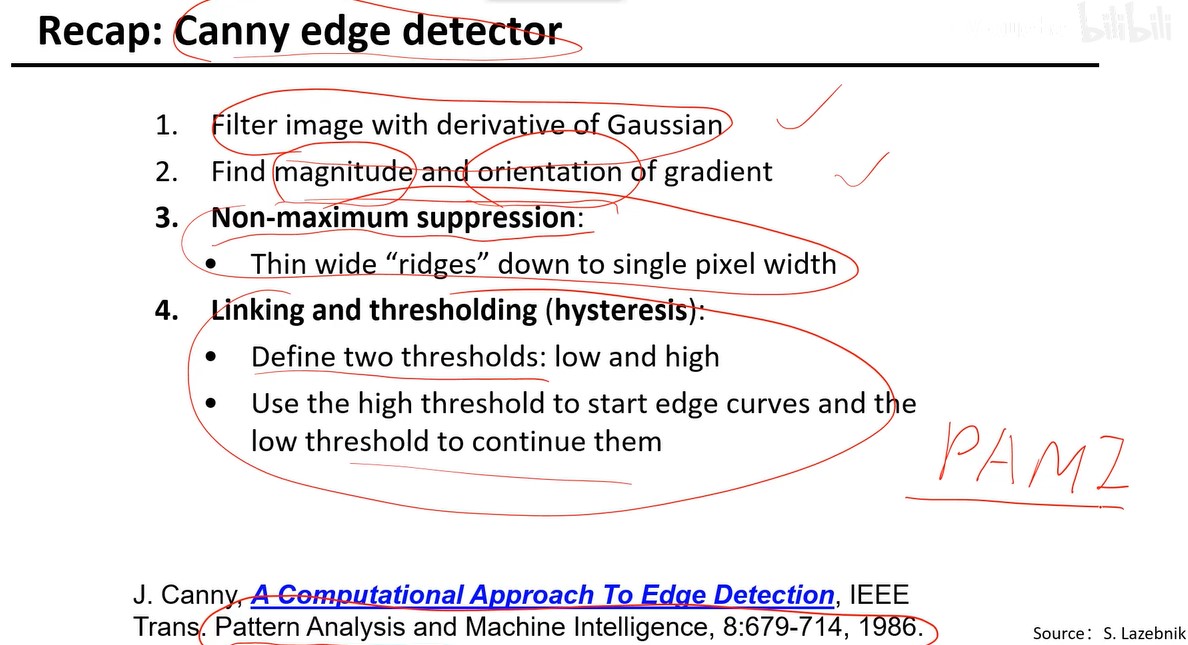 Recap: Canny edge detector
bilibili
1. Filter image with derivative of Gaussian
2. Find magnitude and orientation of gradient
3. Non-maximum suppression:
• Thin wide “ridges” down to single pixel width
4. Linking and thresholding (hysteresis):
• Define two thresholds: low and high
• Use the high threshold to start edge curves and the
low threshold to continue them
PAMI
J. Canny, A Computational Approach To Edge Detection, IEEE
Trans. Pattern Analysis and Machine Intelligence, 8:679-714, 1986.
Source：S. Lazebnik